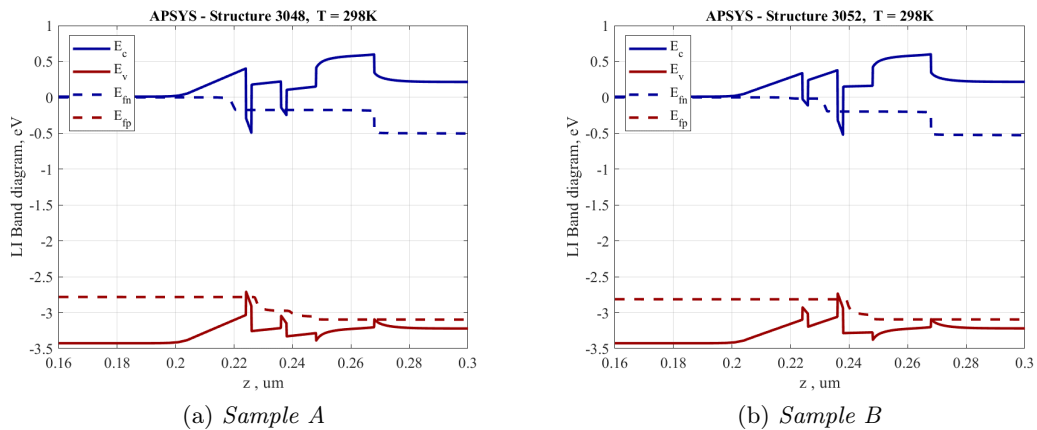 APSYS - Structure 3048, T = 298K
1
0.5
0
-0.5
-1
-1.5
-2
-2.5
-3
-3.5
LI Band diagram, eV
E_c
E_v
E_fn
E_fp
0.16 0.18 0.2 0.22 0.24 0.26 0.28 0.3
z , um
(a) Sample A
APSYS - Structure 3052, T = 298K
1
0.5
0
-0.5
-1
-1.5
-2
-2.5
-3
-3.5
LI Band diagram, eV
E_c
E_v
E_fn
E_fp
0.16 0.18 0.2 0.22 0.24 0.26 0.28 0.3
z , um
(b) Sample B